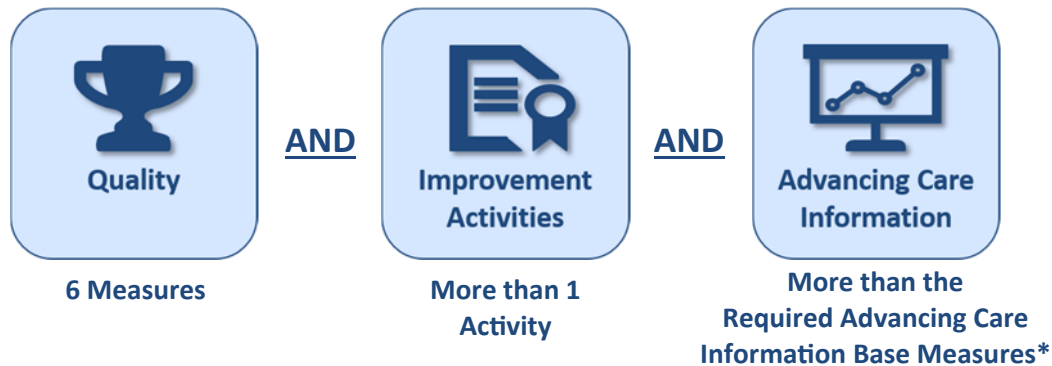 Quality
AND
Improvement
Activities
AND
Advancing Care
Information
6 Measures
More than 1
Activity
More than the
Required Advancing Care
Information Base Measures*